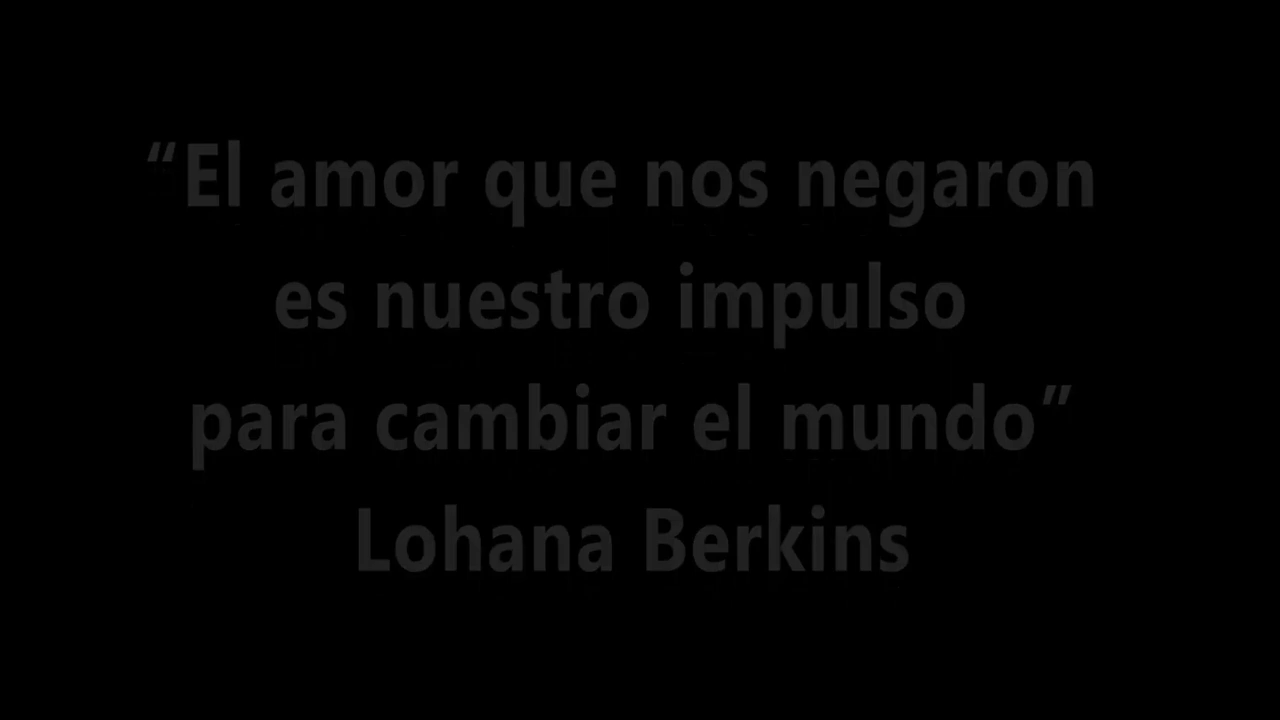 “El amor que nos negaron
es nuestro impulso
para cambiar el mundo”
Lohana Berkins